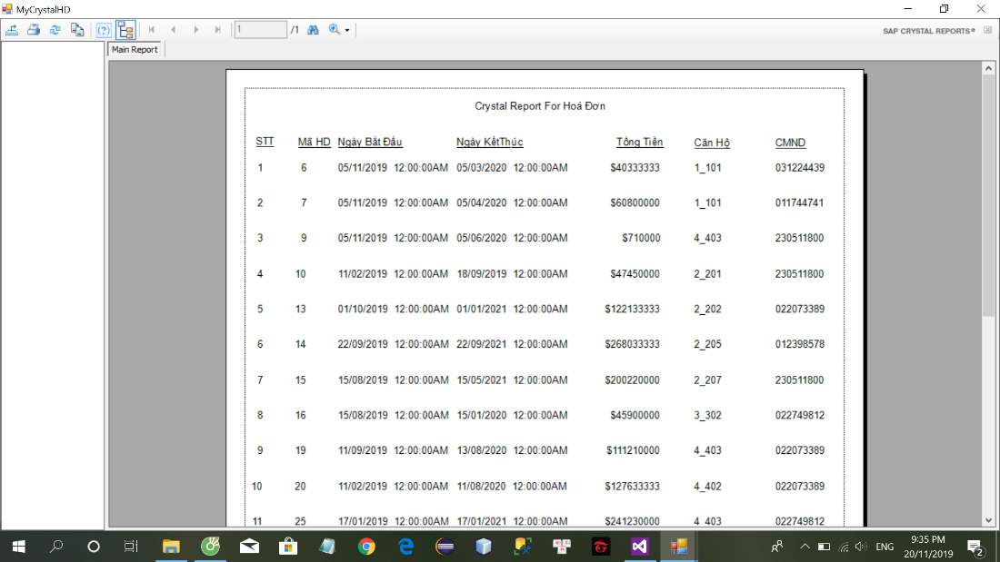 MyCrystalHD
1 /1
SAP CRYSTAL REPORTS®
Main Report
Crystal Report For Hoá Đơn
STT Mã HD Ngày Bắt Đầu Ngày KếtThúc Tổng Tiền Căn Hộ CMND
1 6 05/11/2019 12:00:00AM 05/03/2020 12:00:00AM $40333333 1_101 031224439
2 7 05/11/2019 12:00:00AM 05/04/2020 12:00:00AM $60800000 1_101 011744741
3 9 05/11/2019 12:00:00AM 05/06/2020 12:00:00AM $710000 4_403 230511800
4 10 11/02/2019 12:00:00AM 18/09/2019 12:00:00AM $47450000 2_201 230511800
5 13 01/10/2019 12:00:00AM 01/01/2021 12:00:00AM $122133333 2_202 022073389
6 14 22/09/2019 12:00:00AM 22/09/2021 12:00:00AM $268033333 2_205 012398578
7 15 15/08/2019 12:00:00AM 15/05/2021 12:00:00AM $200220000 2_207 230511800
8 16 15/08/2019 12:00:00AM 15/01/2020 12:00:00AM $45900000 3_302 022749812
9 19 11/09/2019 12:00:00AM 13/08/2020 12:00:00AM $111210000 4_403 022073389
10 20 11/02/2019 12:00:00AM 11/08/2020 12:00:00AM $127633333 4_402 022073389
11 25 17/01/2019 12:00:00AM 17/01/2021 12:00:00AM $241230000 4_403 022749812
ENG
9:35 PM
20/11/2019
2